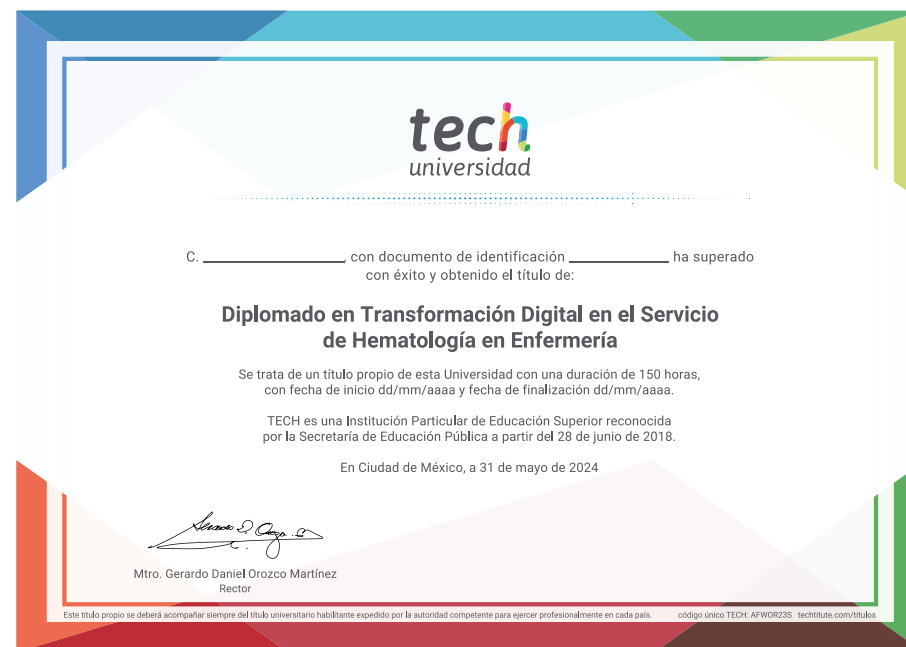 tech
universidad
C. ____________________, con documento de identificación ______________ ha superado
con éxito y obtenido el título de:
Diplomado en Transformación Digital en el Servicio
de Hematología en Enfermería
Se trata de un título propio de esta Universidad con una duración de 150 horas,
con fecha de inicio dd/mm/aaaa y fecha de finalización dd/mm/aaaa.
TECH es una Institución Particular de Educación Superior reconocida
por la Secretaría de Educación Pública a partir del 28 de junio de 2018.
En Ciudad de México, a 31 de mayo de 2024
Mtro. Gerardo Daniel Orozco Martínez
Rector
Este título propio se deberá acompañar siempre del título universitario habilitante expedido por la autoridad competente para ejercer profesionalmente en cada país. código único TECH: AFWOR23S techtitute.com/titulos